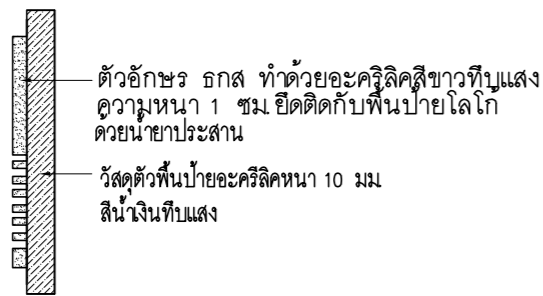 ตัวอักษร ธกส ทำด้วยอะคริลิคสีขาวทึบแสง
ความหนา 1 ซม. ยึดติดกับพื้นป้ายโลโก้
ด้วยน้ำยาประสาน
วัสดุตัวพื้นป้ายอะครีลิคหนา 10 มม.
สีน้ำเงินทึบแสง